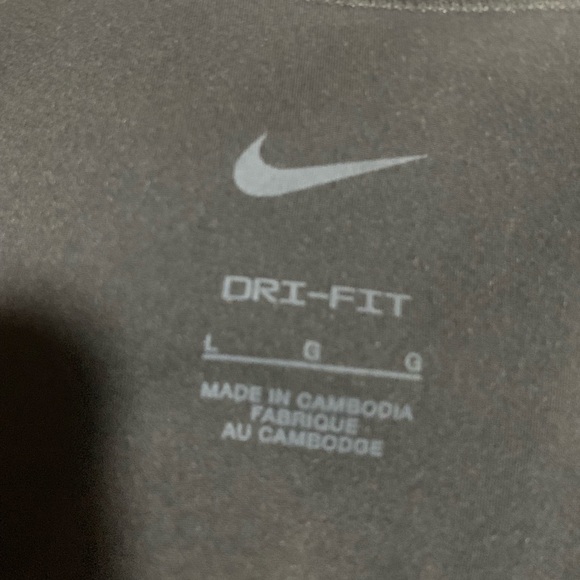 DRI-FIT
L G G
MADE IN CAMBODIA
FABRIQUE
AU CAMBODGE